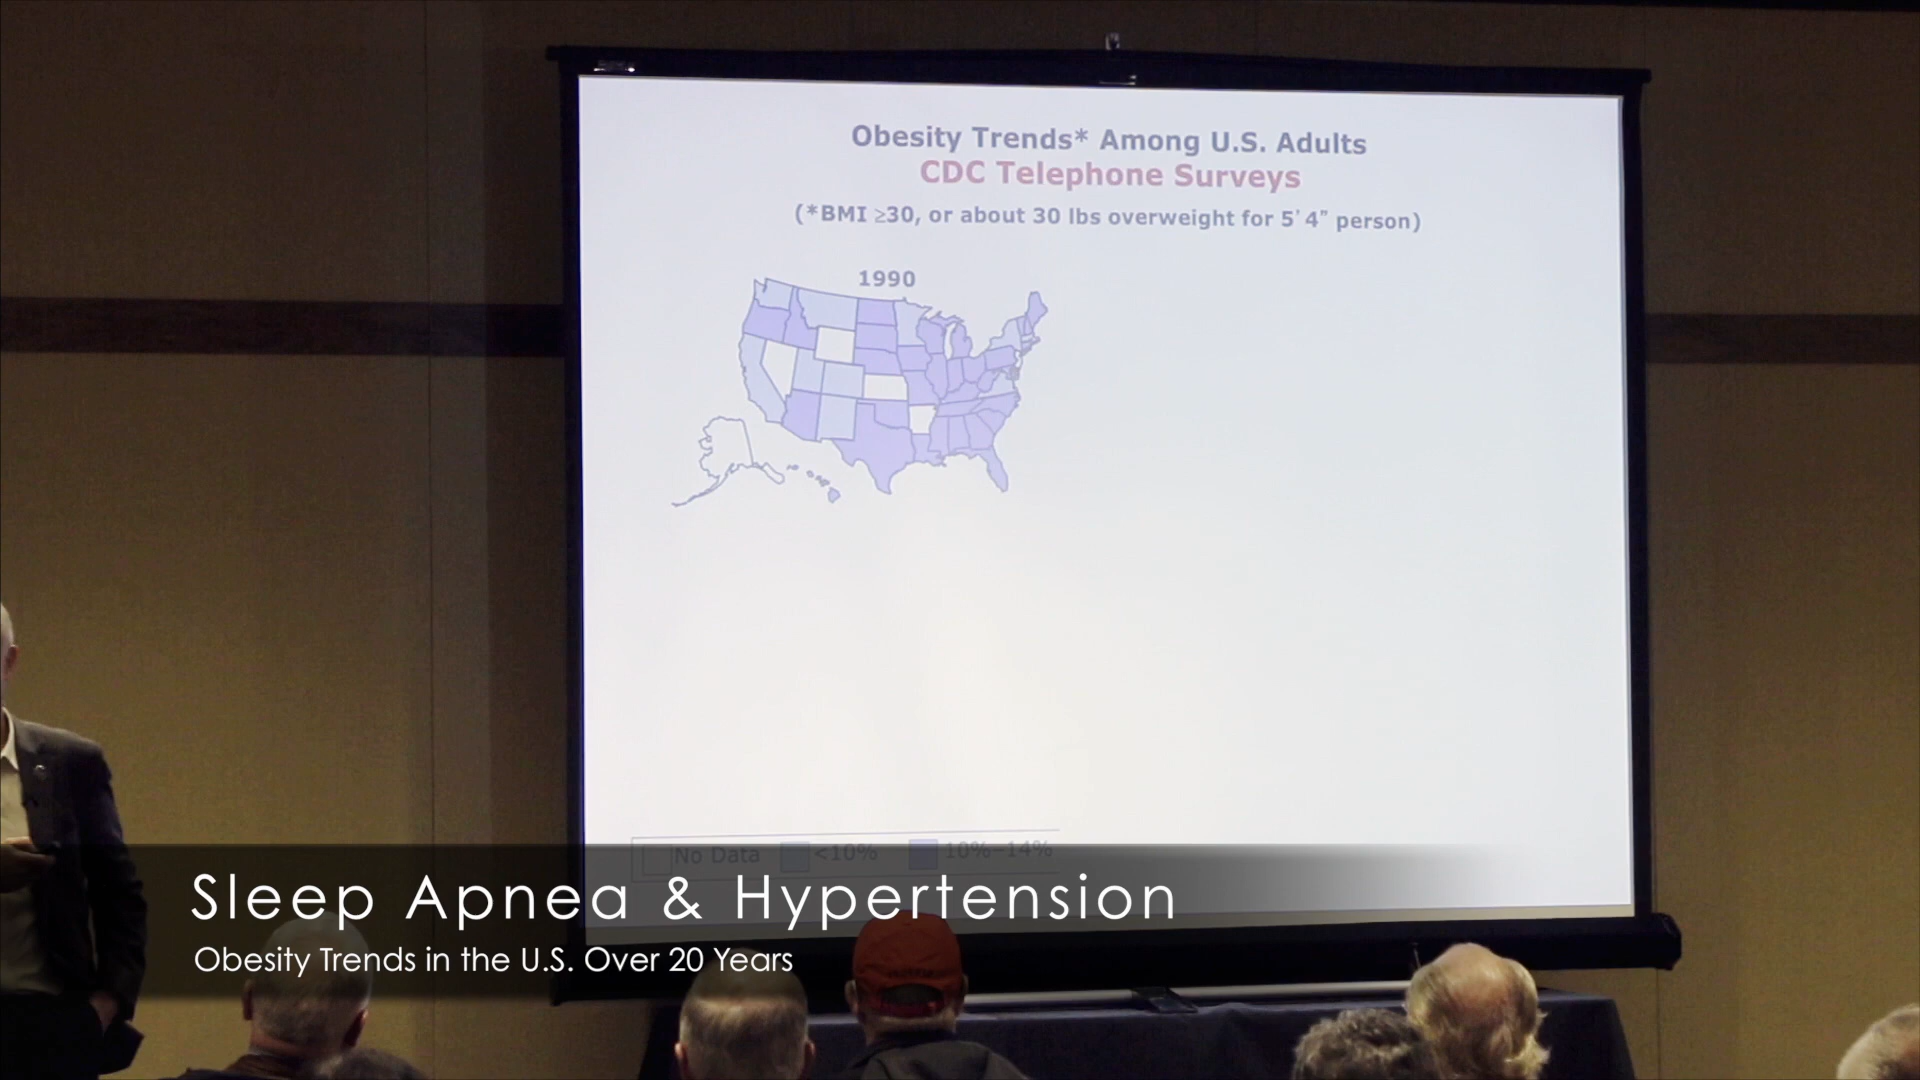 Obesity Trends* Among U.S. Adults
CDC Telephone Surveys
(*BMI ≥30, or about 30 lbs overweight for 5' 4" person)
1990
No Data <10% 10%–14%
Sleep Apnea & Hypertension
Obesity Trends in the U.S. Over 20 Years